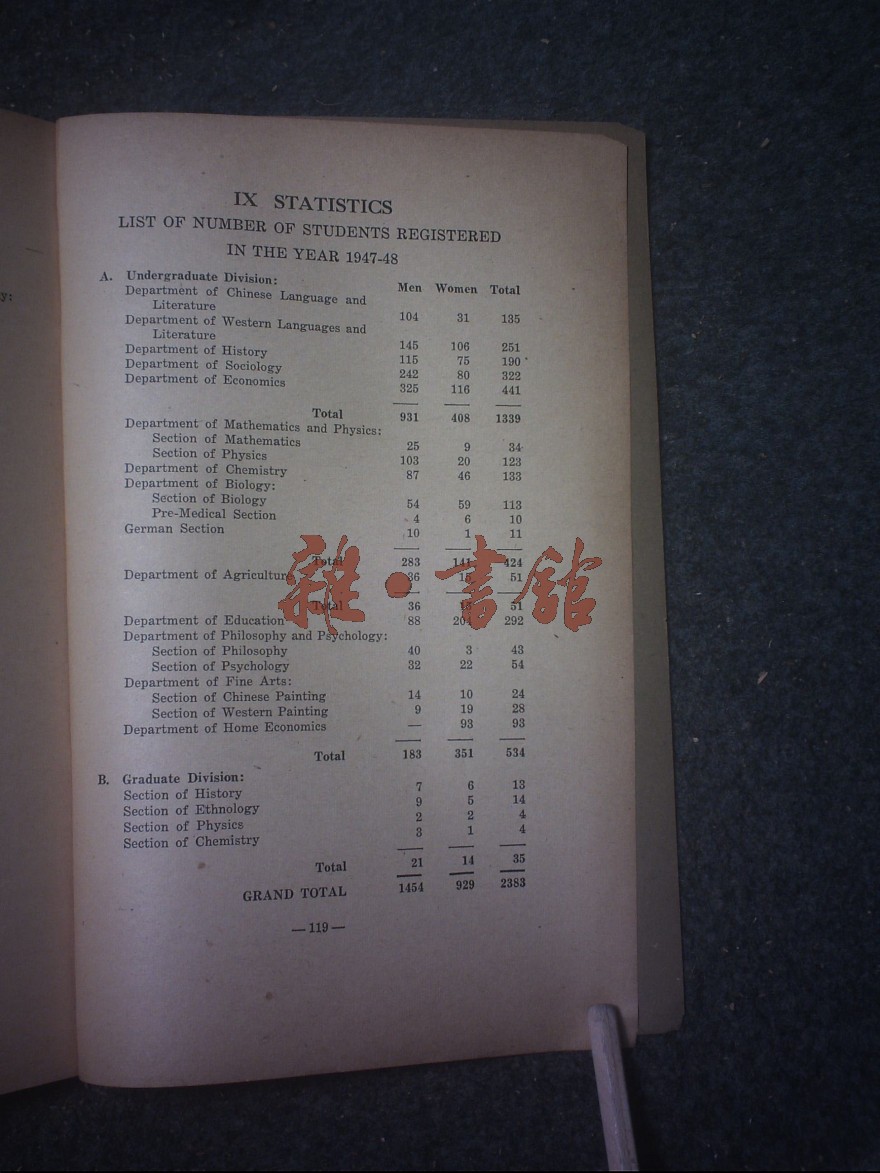 IX STATISTICS
LIST OF NUMBER OF STUDENTS REGISTERED
IN THE YEAR 1947-48
A. Undergraduate Division: Men Women Total
Department of Chinese Language and
Literature 104 31 135
Department of Western Languages and
Literature 145 106 251
Department of History 115 75 190
Department of Sociology 242 80 322
Department of Economics 325 116 441
Total 931 408 1339
Department of Mathematics and Physics:
Section of Mathematics 25 9 34
Section of Physics 103 20 123
Department of Chemistry 87 46 133
Department of Biology:
Section of Biology 54 59 113
Pre-Medical Section 4 6 10
German Section 10 1 11
Total 283 141 424
Department of Agriculture 36 15 51
Total 36 15 51
Department of Education 88 204 292
Department of Philosophy and Psychology:
Section of Philosophy 40 3 43
Section of Psychology 32 22 54
Department of Fine Arts:
Section of Chinese Painting 14 10 24
Section of Western Painting 9 19 28
Department of Home Economics — 93 93
Total 183 351 534
B. Graduate Division:
Section of History 7 6 13
Section of Ethnology 9 5 14
Section of Physics 2 2 4
Section of Chemistry 3 1 4
Total 21 14 35
GRAND TOTAL 1454 929 2383
—119—
雜·書館